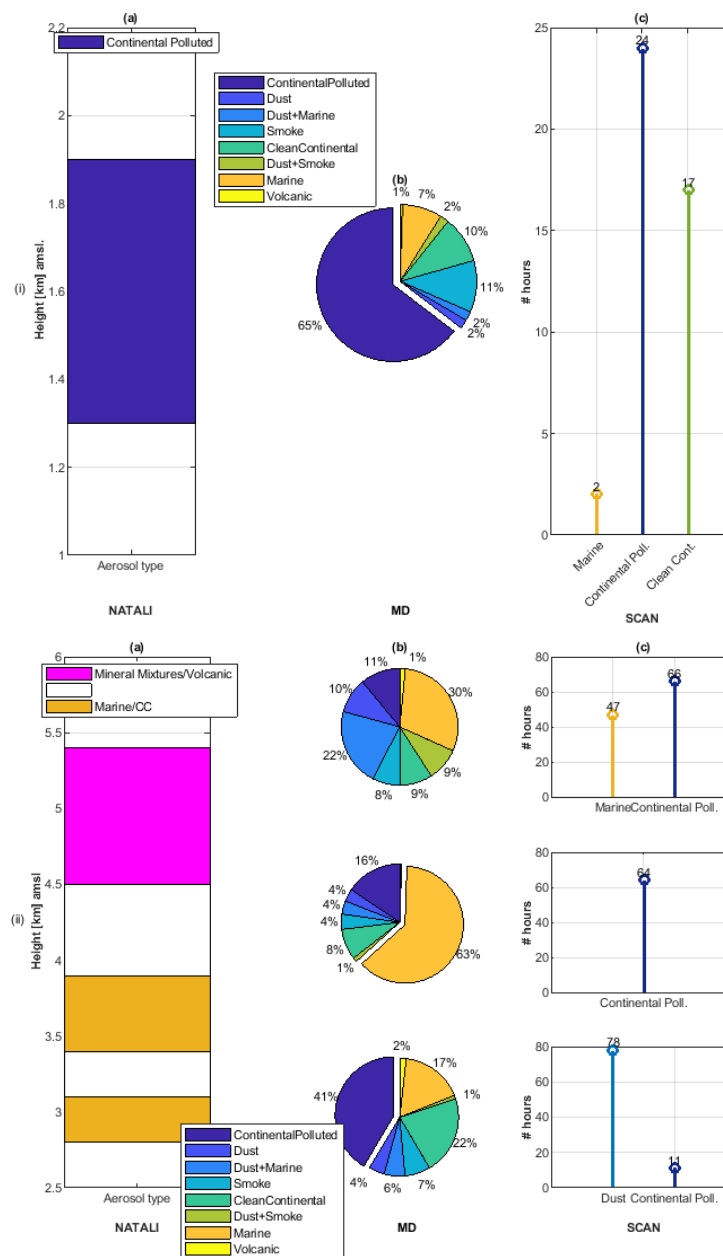 (a)
2.2
Continental Polluted
2
1.8
1.6
1.4
1.2
1
(i)
Height [km] amsl.
Aerosol type
NATALI
ContinentalPolluted
Dust
Dust+Marine
Smoke
CleanContinental
Dust+Smoke
Marine
Volcanic
(b)
1%
7%
2%
10%
11%
2%
2%
65%
MD
(c)
25
20
15
10
5
0
# hours
24
17
2
Marine
Continental Poll.
Clean Cont.
SCAN
(a)
6
Mineral Mixtures/Volcanic
Marine/CC
5.5
5
4.5
4
3.5
3
2.5
(ii)
Height [km] amsl
Aerosol type
NATALI
(b)
1%
11%
30%
10%
22%
9%
8%
9%
16%
4%
4%
4%
8%
1%
63%
2%
17%
41%
1%
22%
4%
6%
7%
ContinentalPolluted
Dust
Dust+Marine
Smoke
CleanContinental
Dust+Smoke
Marine
Volcanic
MD
(c)
80
60
40
20
0
# hours
47
66
MarineContinental Poll.
80
60
40
20
0
# hours
64
Continental Poll.
80
60
40
20
0
# hours
78
11
Dust Continental Poll.
SCAN